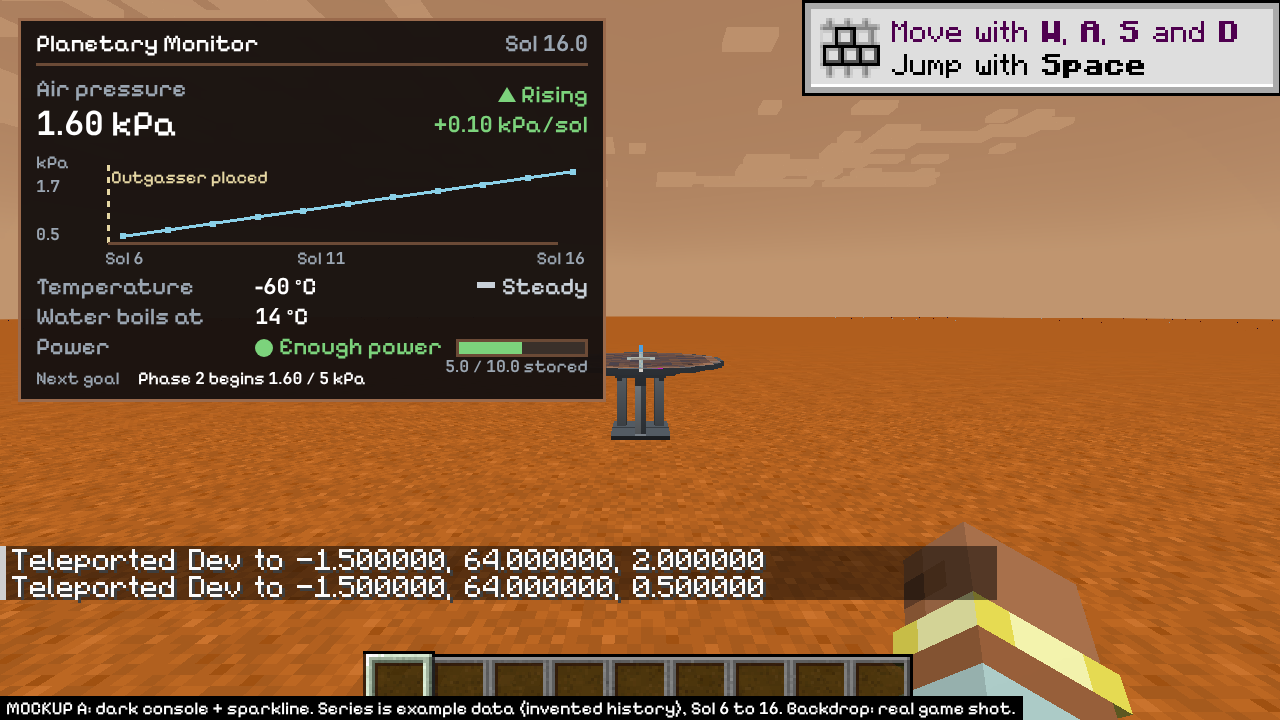 Planetary Monitor
Sol 16.0
Air pressure
▲ Rising
1.60 kPa
+0.10 kPa/sol
kPa
1.7
Outgasser placed
0.5
Sol 6
Sol 11
Sol 16
Temperature
-60 °C
Steady
Water boils at
14 °C
Power
Enough power
5.0 / 10.0 stored
Next goal
Phase 2 begins 1.60 / 5 kPa
Move with W, A, S and D
Jump with Space
Teleported Dev to -1.500000, 64.000000, 2.000000
Teleported Dev to -1.500000, 64.000000, 0.500000
MOCKUP A: dark console + sparkline. Series is example data (invented history), Sol 6 to 16. Backdrop: real game shot.